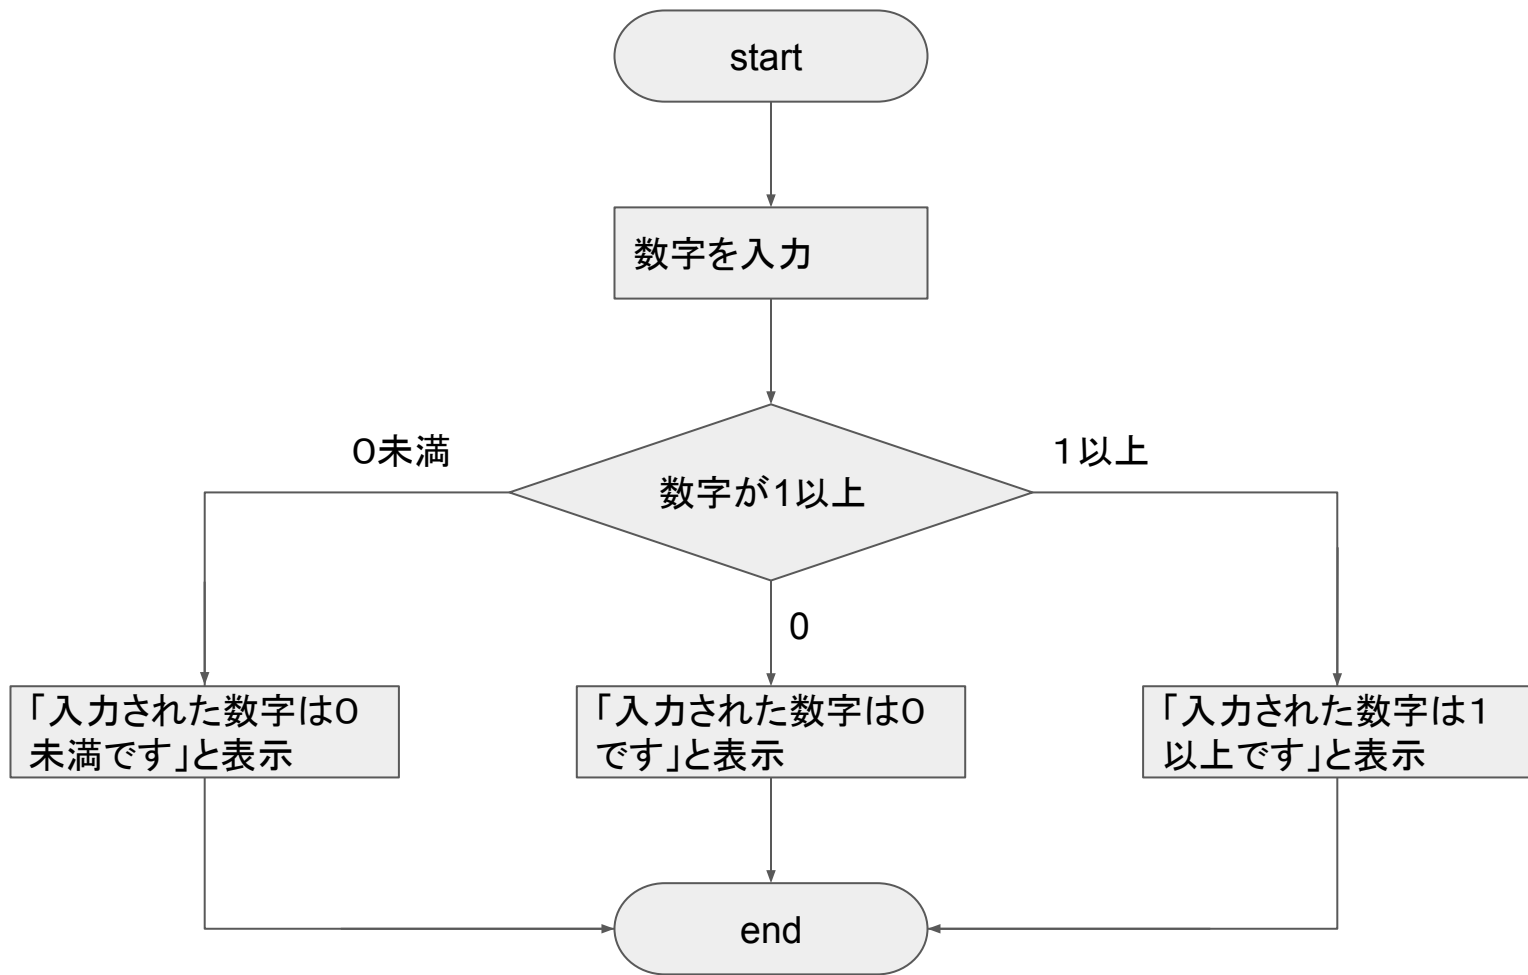 start
数字を入力
0未満
1以上
数字が1以上
0
「入力された数字は0
未満です」と表示
「入力された数字は0
です」と表示
「入力された数字は1
以上です」と表示
end